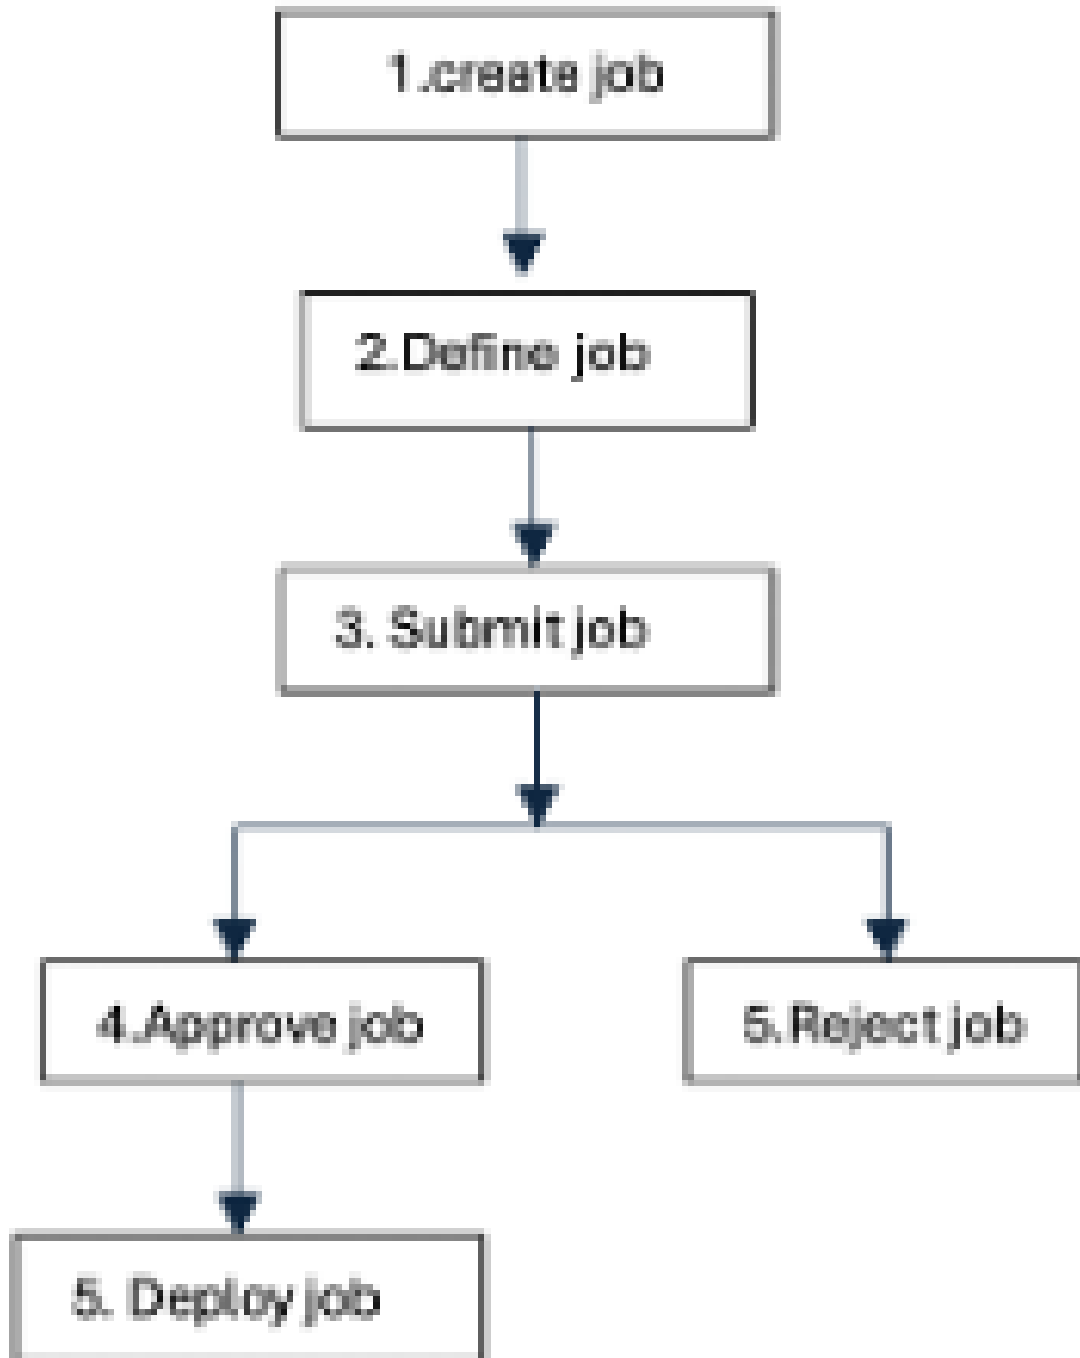 1.create job
2.Define job
3. Submit job
4.Approve job
5.Reject job
5. Deploy job